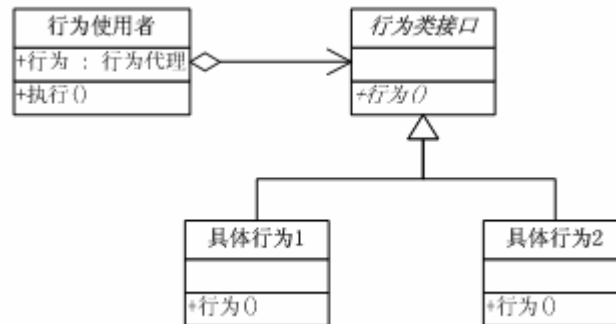 行为使用者
+行为 : 行为代理
+执行()
行为类接口
+行为()
具体行为1
+行为()
具体行为2
+行为()